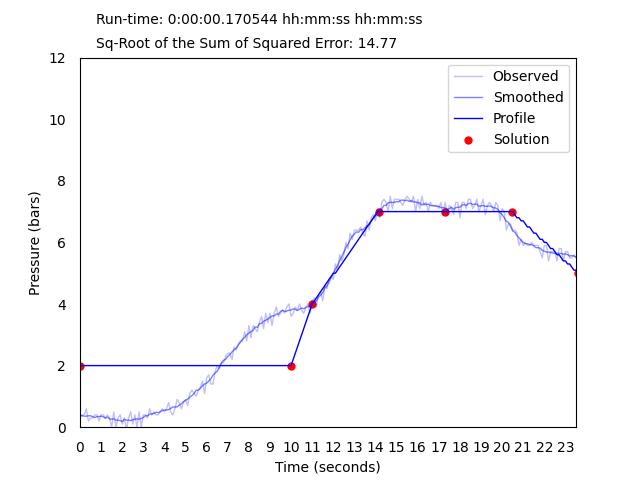 Run-time: 0:00:00.170544 hh:mm:ss hh:mm:ss
Sq-Root of the Sum of Squared Error: 14.77
12
10
8
6
4
2
0
Pressure (bars)
Observed
Smoothed
Profile
Solution
0 1 2 3 4 5 6 7 8 9 10 11 12 13 14 15 16 17 18 19 20 21 22 23
Time (seconds)